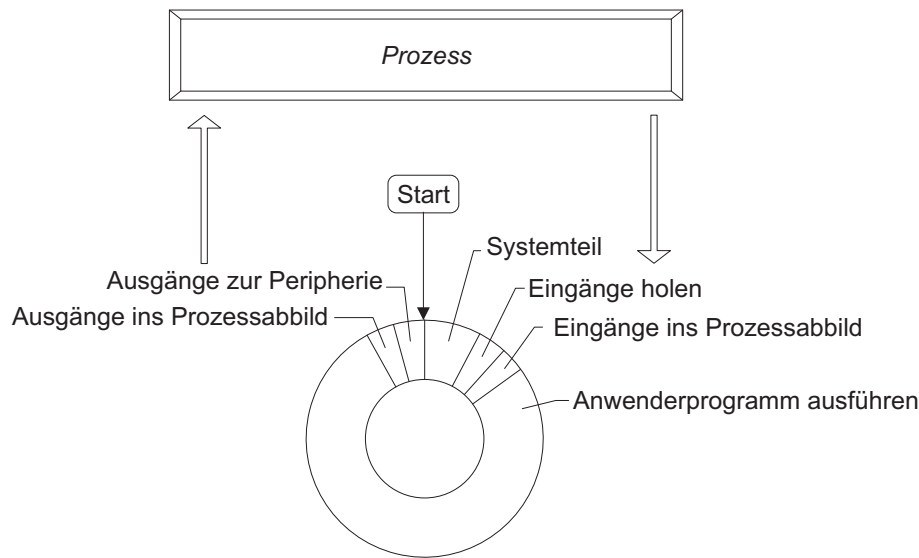 Prozess
Start
Systemteil
Ausgänge zur Peripherie
Eingänge holen
Ausgänge ins Prozessabbild
Eingänge ins Prozessabbild
Anwenderprogramm ausführen